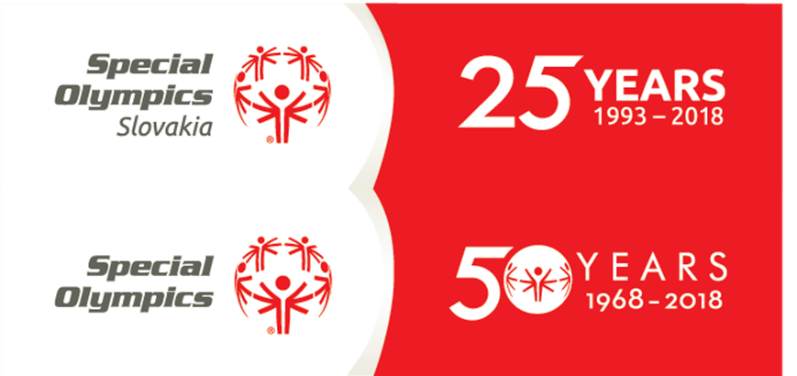 Special
Olympics
Slovakia
®
25 YEARS
1993 – 2018
Special
Olympics
®
50 YEARS
1968 – 2018